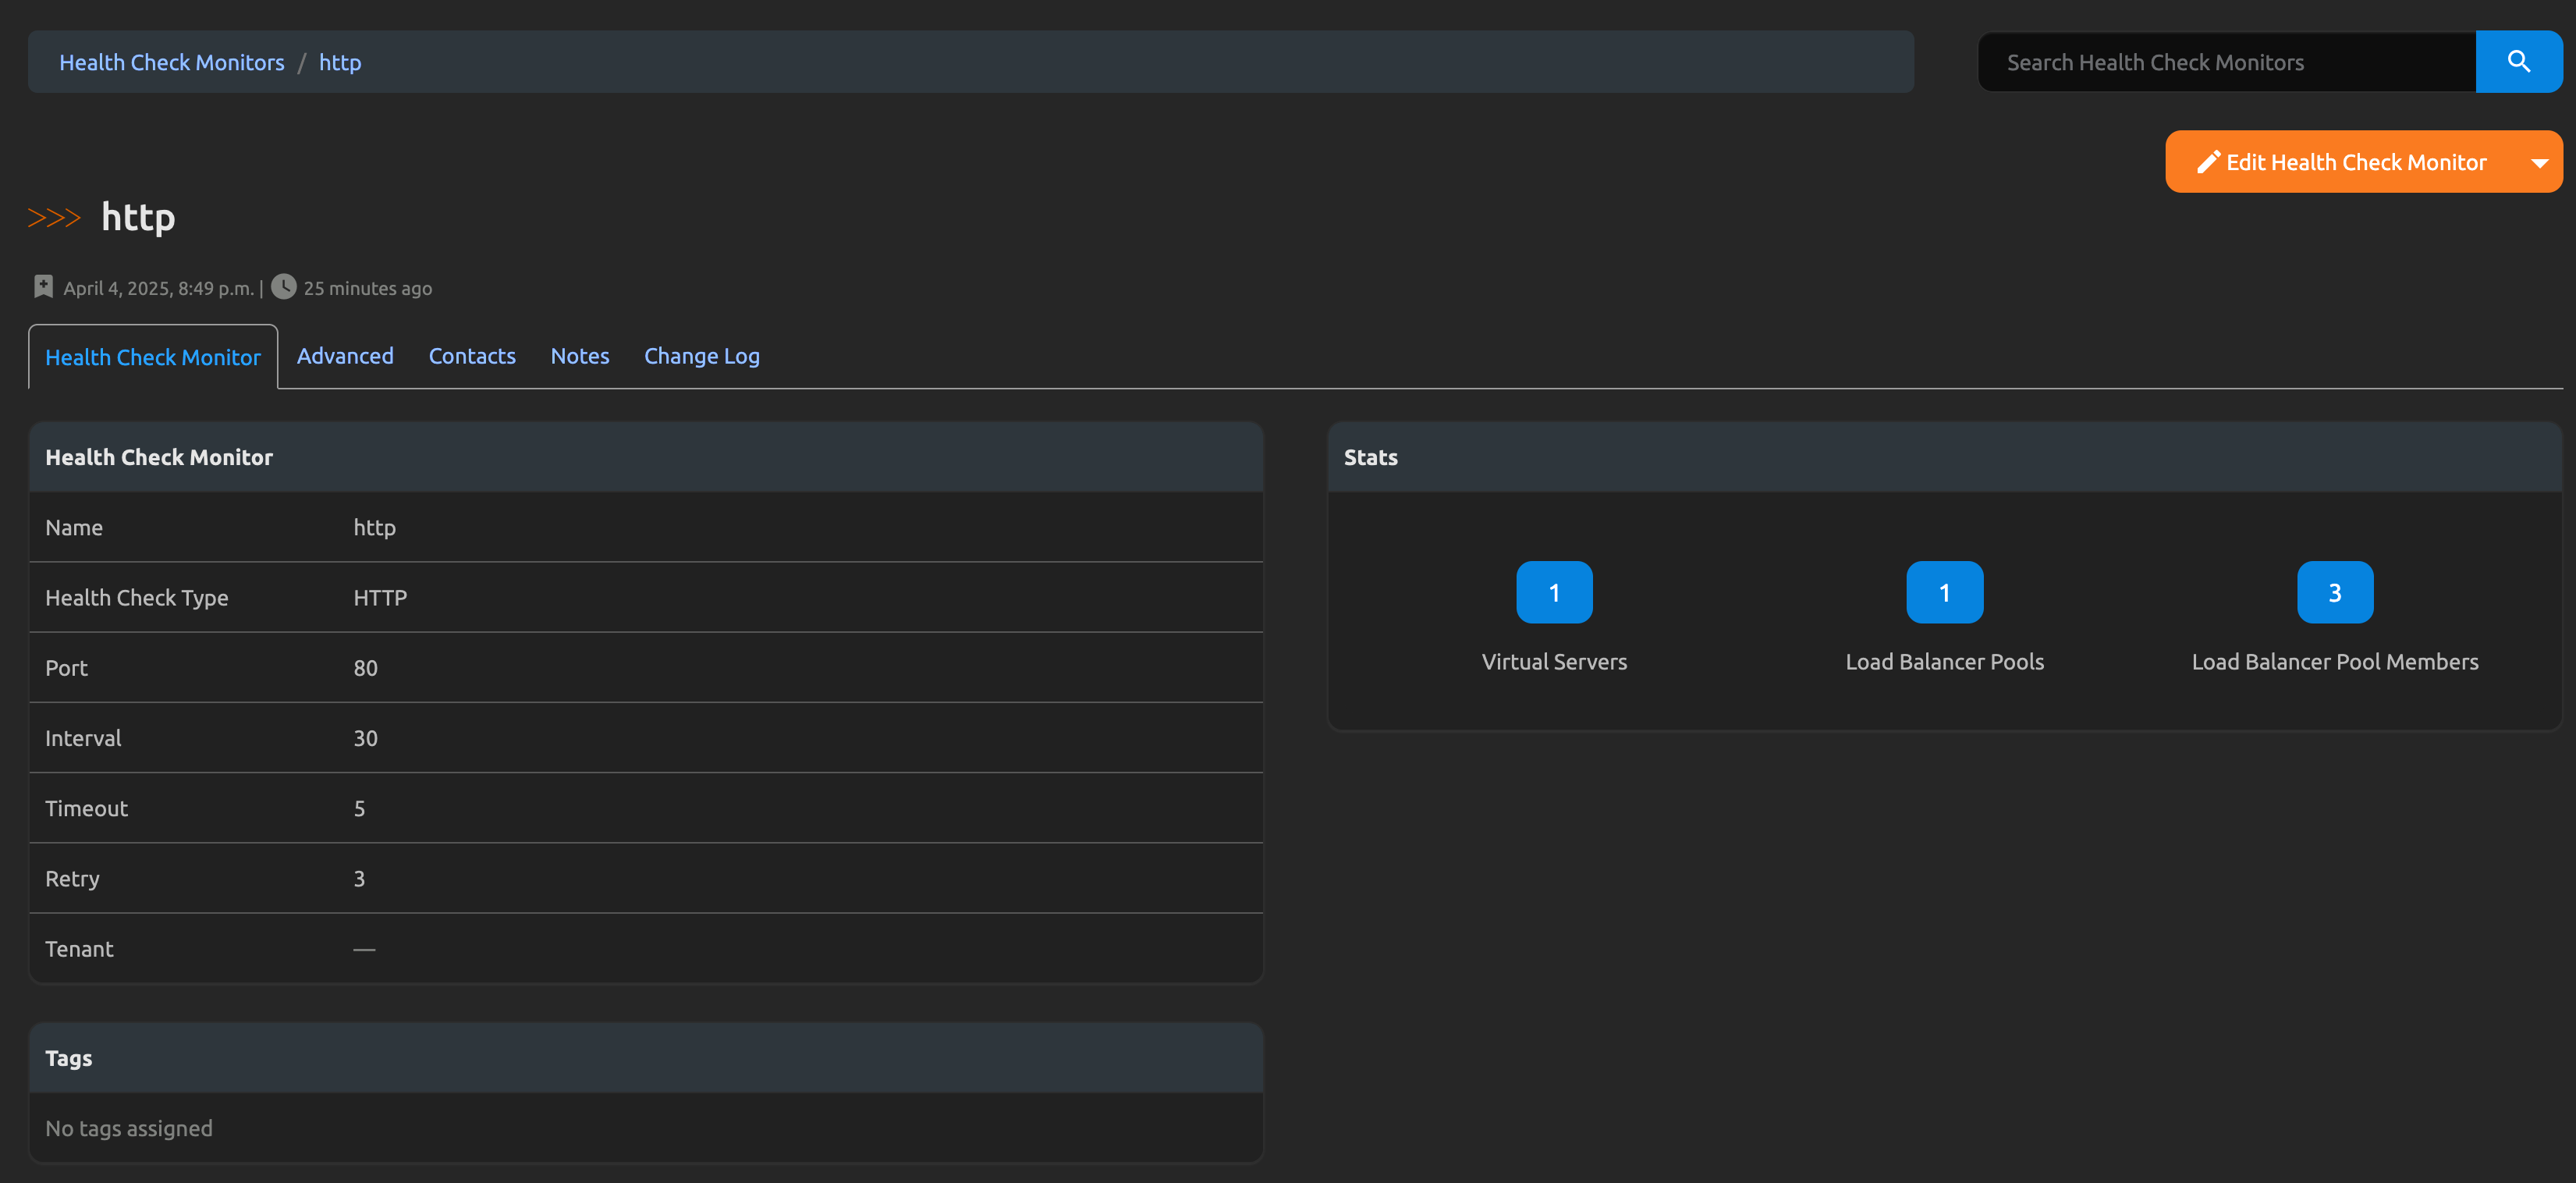 Health Check Monitors / http
Search Health Check Monitors
Edit Health Check Monitor
>>> http
April 4, 2025, 8:49 p.m. | 25 minutes ago
Health Check Monitor Advanced Contacts Notes Change Log
Health Check Monitor
Name http
Health Check Type HTTP
Port 80
Interval 30
Timeout 5
Retry 3
Tenant —
Tags
No tags assigned
Stats
1 1 3
Virtual Servers Load Balancer Pools Load Balancer Pool Members